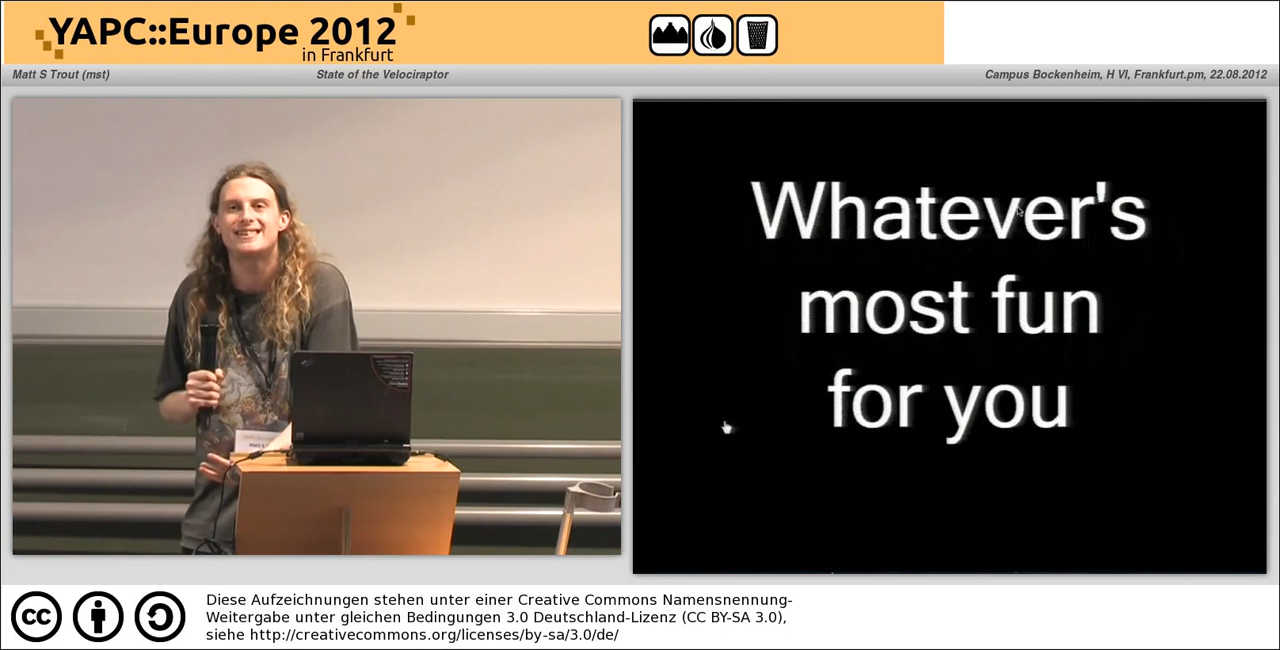 YAPC::Europe 2012
in Frankfurt
Matt S Trout (mst) State of the Velociraptor Campus Bockenheim, H VI, Frankfurt.pm, 22.08.2012
Whatever's
most fun
for you
cc
Diese Aufzeichnungen stehen unter einer Creative Commons Namensnennung-
Weitergabe unter gleichen Bedingungen 3.0 Deutschland-Lizenz (CC BY-SA 3.0),
siehe http://creativecommons.org/licenses/by-sa/3.0/de/